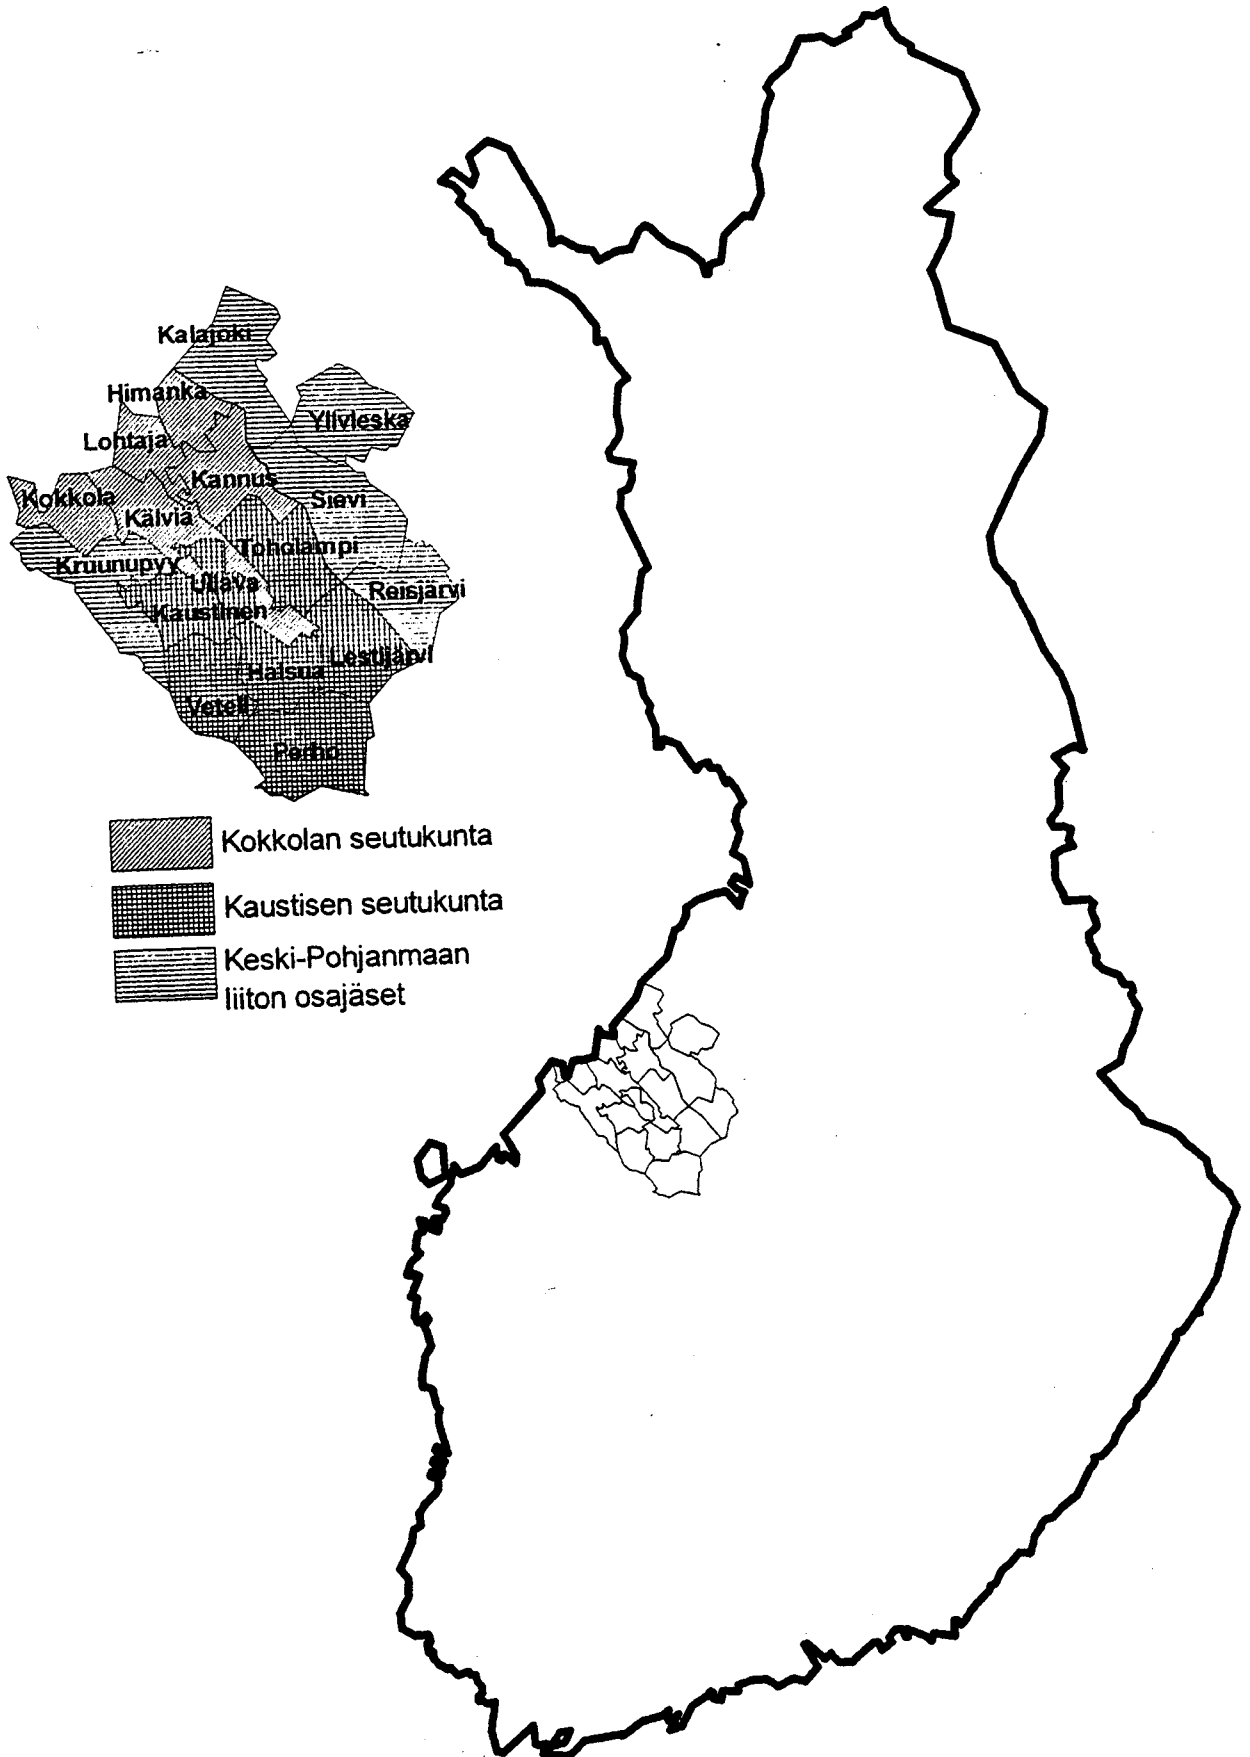 Kalajoki
Himanka
Ylivieska
Lohtaja
Kannus
Kokkola
Sievi
Kälviä
Toholampi
Kruunupyy
Ullava
Reisjärvi
Kaustinen
Lestijärvi
Halsua
Veteli
Perho
Kokkolan seutukunta
Kaustisen seutukunta
Keski-Pohjanmaan
liiton osajäset